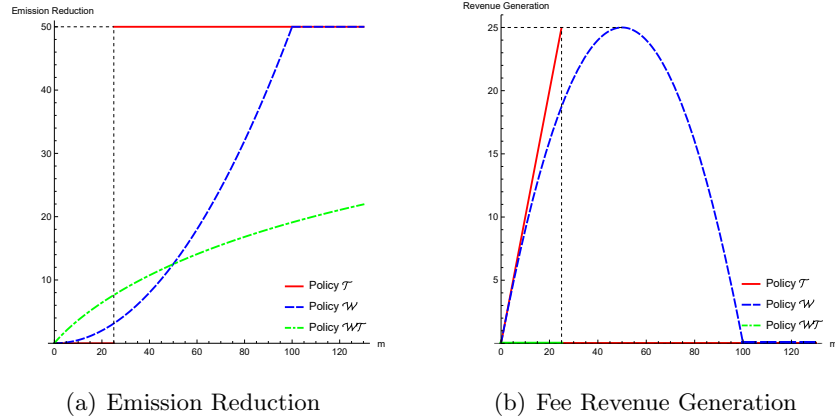 Emission Reduction
50
40
30
20
10
0 20 40 60 80 100 120 m
Policy 𝒯
Policy 𝒲
Policy 𝒲𝒯
(a) Emission Reduction
Revenue Generation
25
20
15
10
5
0 20 40 60 80 100 120 m
Policy 𝒯
Policy 𝒲
Policy 𝒲𝒯
(b) Fee Revenue Generation